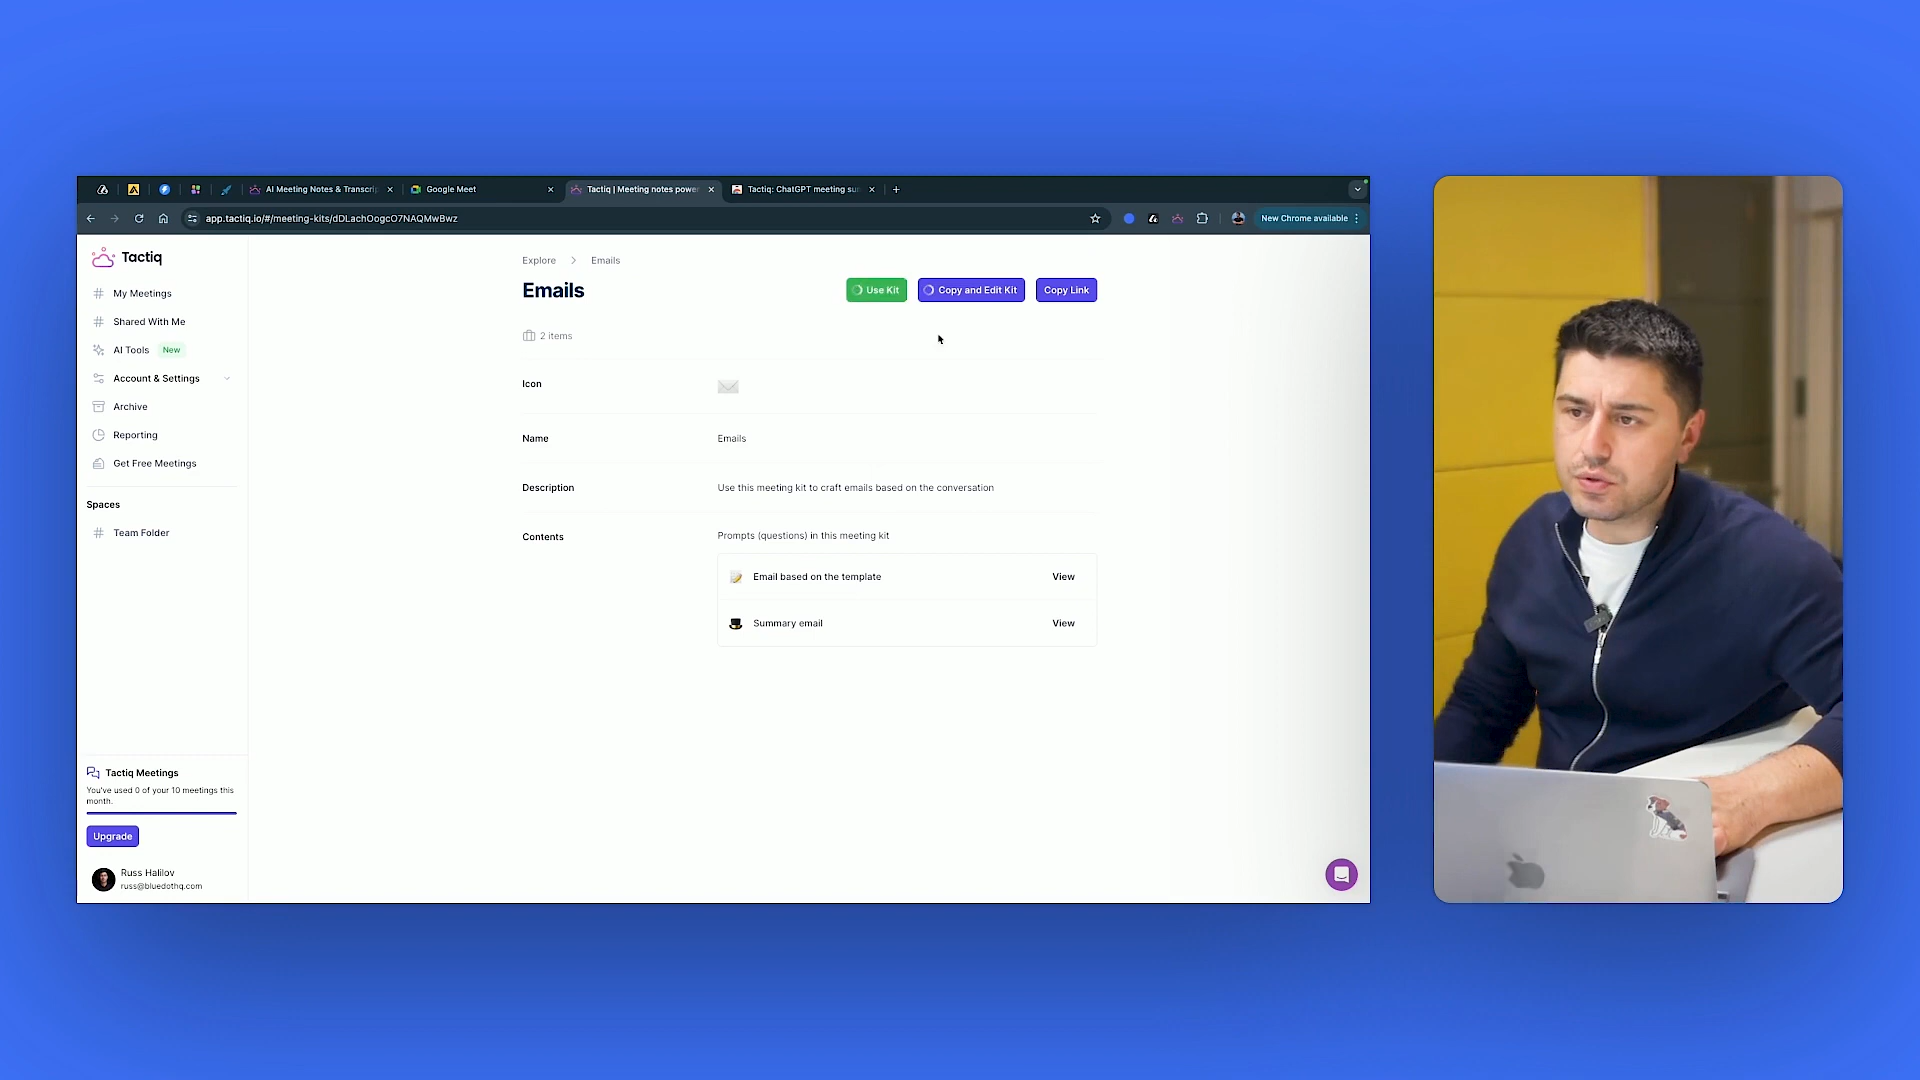 AI Meeting Notes & Transcrip
Google Meet
Tactiq | Meeting notes power
Tactiq: ChatGPT meeting sum
app.tactiq.io/#/meeting-kits/dDLachOogcO7NAQMwBwz
New Chrome available
Tactiq
My Meetings
Shared With Me
AI Tools New
Account & Settings
Archive
Reporting
Get Free Meetings
Spaces
Team Folder
Tactiq Meetings
You've used 0 of your 10 meetings this
month.
Upgrade
Russ Halilov
russ@bluedothq.com
Explore
Emails
Emails
Use Kit
Copy and Edit Kit
Copy Link
2 items
Icon
Name
Emails
Description
Use this meeting kit to craft emails based on the conversation
Contents
Prompts (questions) in this meeting kit
Email based on the template
View
Summary email
View